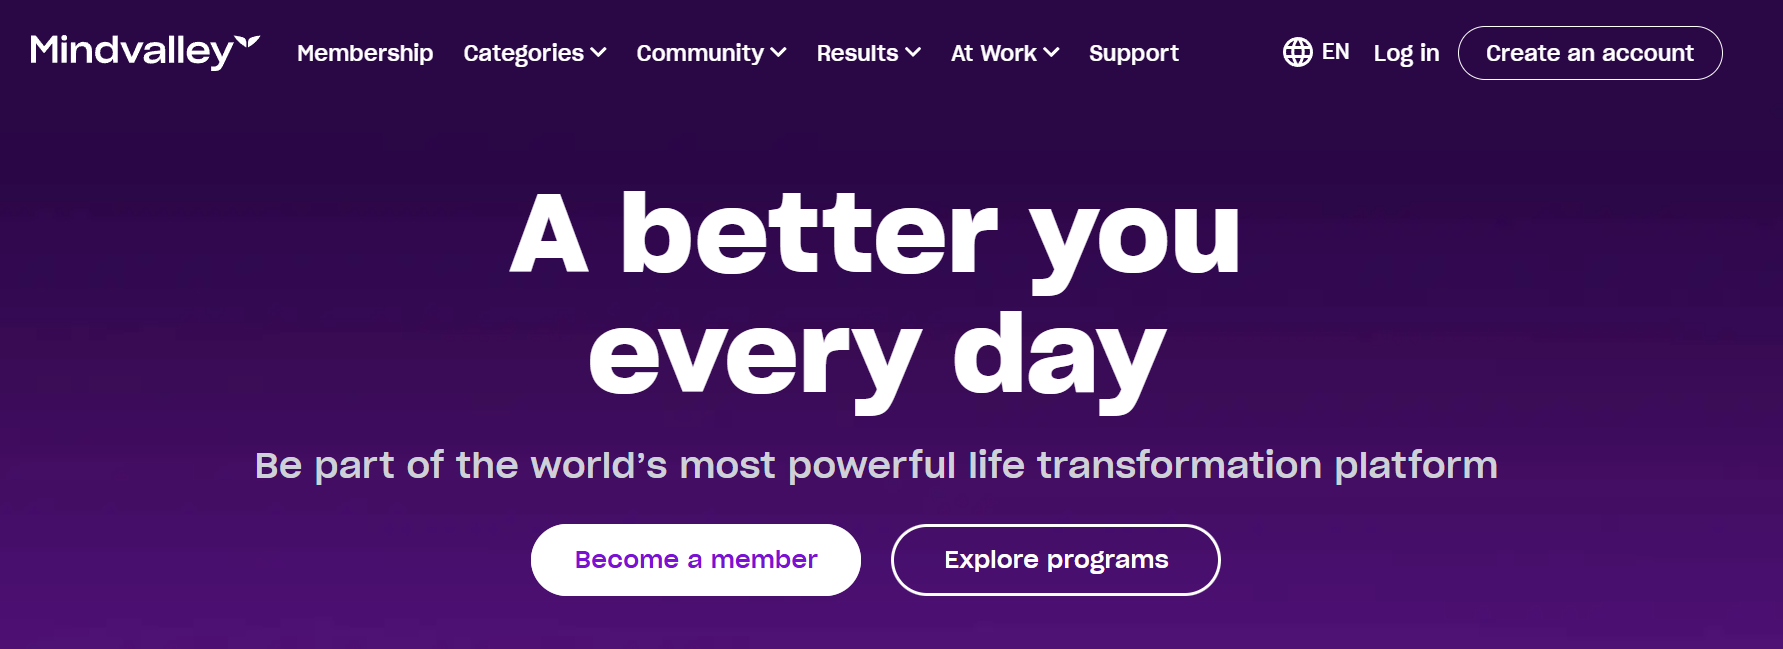 Mindvalley
Membership Categories Community Results At Work Support EN Log in Create an account
A better you
every day
Be part of the world’s most powerful life transformation platform
Become a member Explore programs